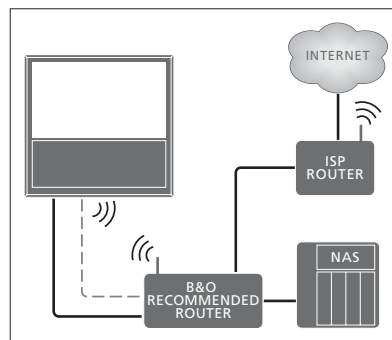 INTERNET
ISP
ROUTER
NAS
B&O
RECOMMENDED
ROUTER